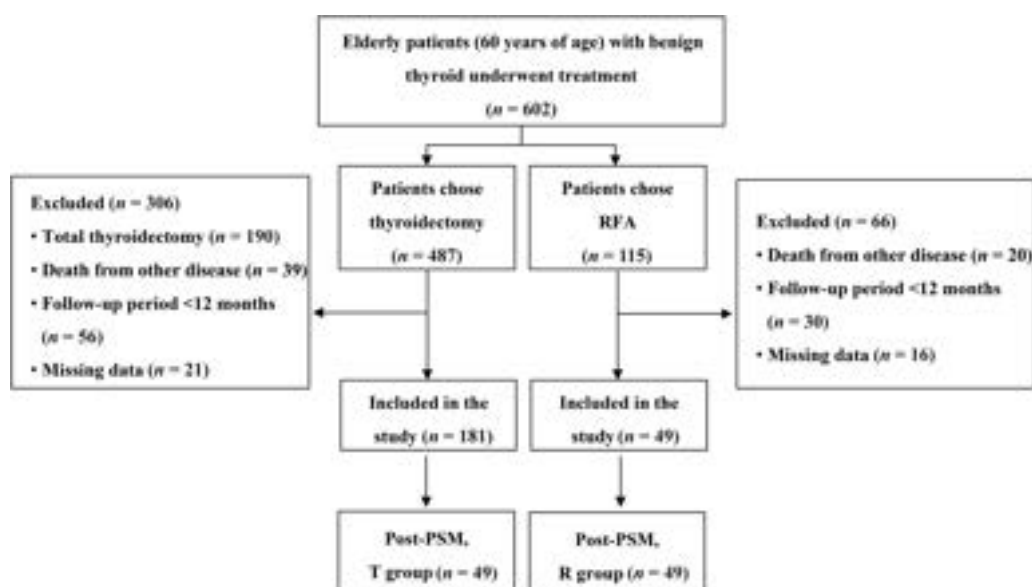 Elderly patients (60 years of age) with benign
thyroid underwent treatment
(n = 602)
Patients chose
thyroidectomy
(n = 487)
Patients chose
RFA
(n = 115)
Excluded (n = 306)
• Total thyroidectomy (n = 190)
• Death from other disease (n = 39)
• Follow-up period <12 months
(n = 56)
• Missing data (n = 21)
Excluded (n = 66)
• Death from other disease (n = 20)
• Follow-up period <12 months
(n = 30)
• Missing data (n = 16)
Included in the
study (n = 181)
Included in the
study (n = 49)
Post-PSM,
T group (n = 49)
Post-PSM,
R group (n = 49)